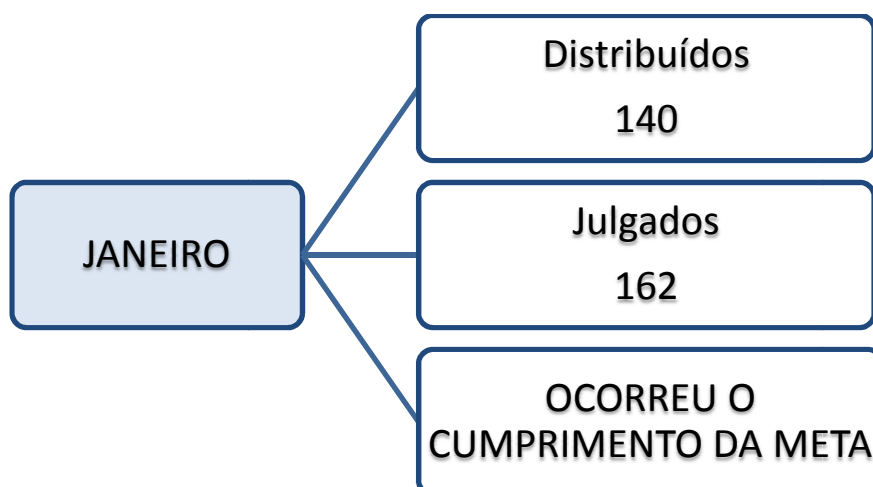 JANEIRO
Distribuídos
140
Julgados
162
OCORREU O
CUMPRIMENTO DA META